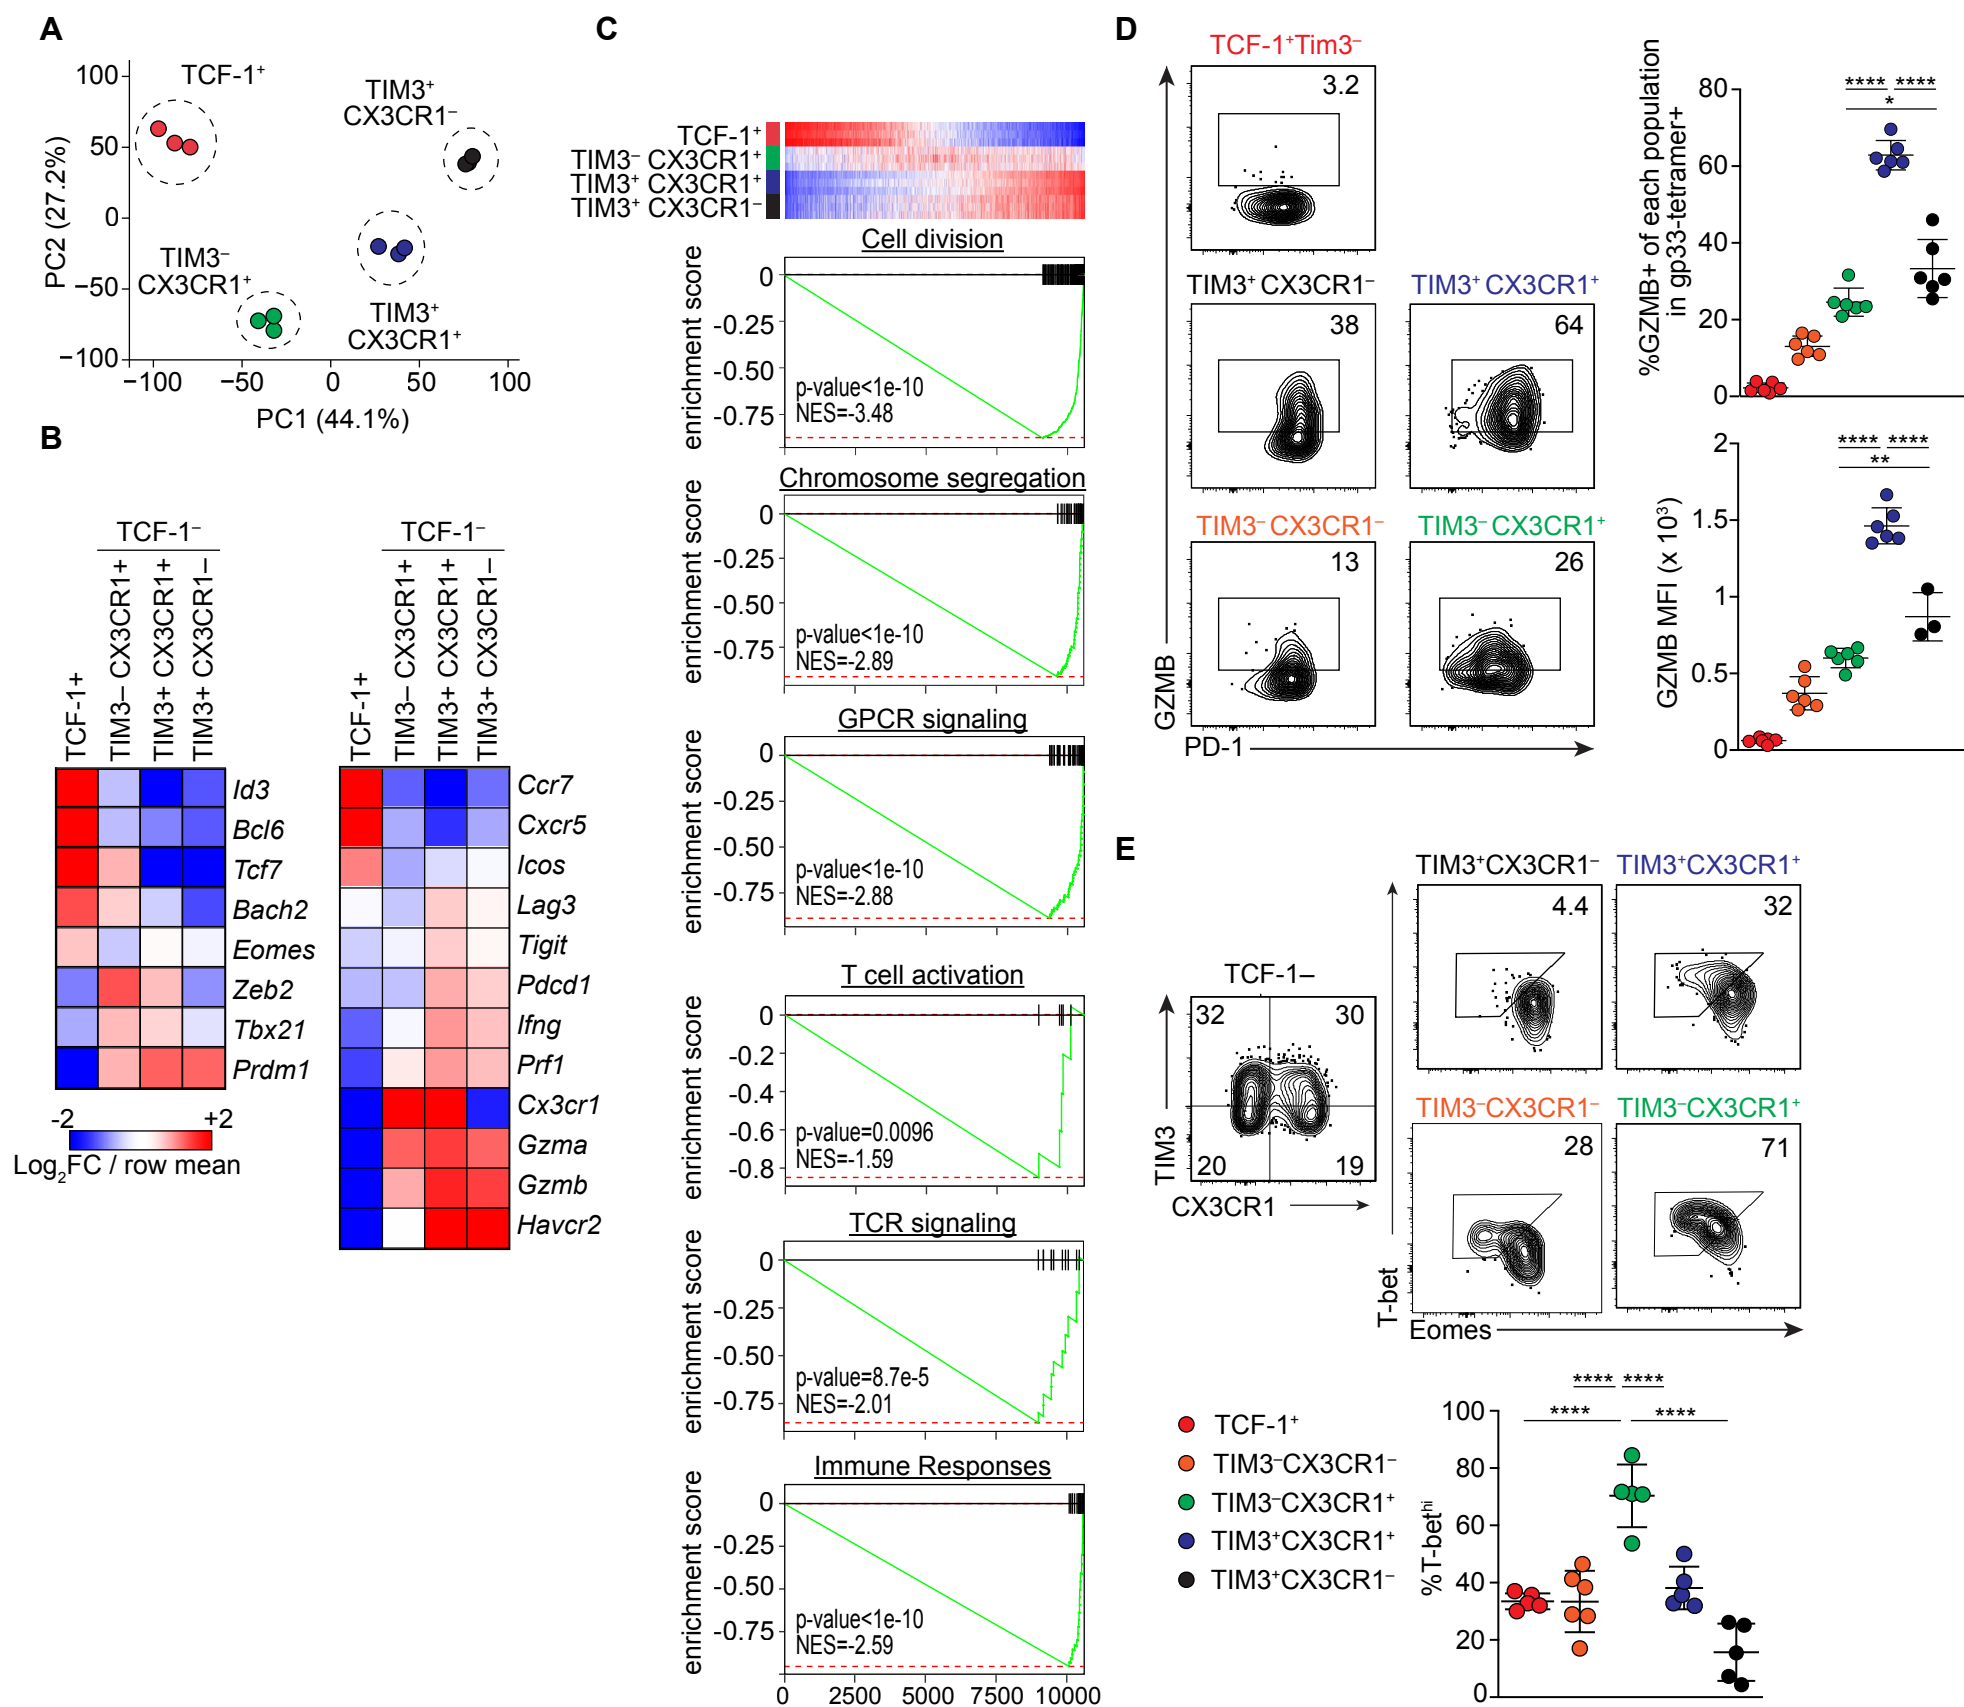 A
100
50
0
−50
−100
−100
−50
0
50
100
PC2 (27.2%)
PC1 (44.1%)
TCF-1+
TIM3+
CX3CR1–
TIM3–
CX3CR1+
TIM3+
CX3CR1+
B
TCF-1–
TCF-1+
TIM3– CX3CR1+
TIM3+ CX3CR1+
TIM3+ CX3CR1–
Id3
Bcl6
Tcf7
Bach2
Eomes
Zeb2
Tbx21
Prdm1
-2
+2
Log2FC / row mean
TCF-1–
TCF-1+
TIM3– CX3CR1+
TIM3+ CX3CR1+
TIM3+ CX3CR1–
Ccr7
Cxcr5
Icos
Lag3
Tigit
Pdcd1
Ifng
Prf1
Cx3cr1
Gzma
Gzmb
Havcr2
C
TCF-1+
TIM3– CX3CR1+
TIM3+ CX3CR1+
TIM3+ CX3CR1–
Cell division
enrichment score
0
-0.25
-0.50
-0.75
p-value<1e-10
NES=-3.48
Chromosome segregation
enrichment score
0
-0.25
-0.50
-0.75
p-value<1e-10
NES=-2.89
GPCR signaling
enrichment score
0
-0.25
-0.50
-0.75
p-value<1e-10
NES=-2.88
T cell activation
enrichment score
0
-0.2
-0.4
-0.6
-0.8
p-value=0.0096
NES=-1.59
TCR signaling
enrichment score
0
-0.25
-0.50
-0.75
p-value=8.7e-5
NES=-2.01
Immune Responses
enrichment score
0
-0.25
-0.50
-0.75
p-value<1e-10
NES=-2.59
0
2500
5000
7500
10000
D
TCF-1+Tim3–
3.2
TIM3+ CX3CR1–
38
TIM3+ CX3CR1+
64
TIM3– CX3CR1–
13
TIM3– CX3CR1+
26
GZMB
PD-1
%GZMB+ of each population
in gp33-tetramer+
80
60
40
20
0
**** ****
*
GZMB MFI (x 10³)
2
1.5
1
0.5
0
**** ****
**
E
TCF-1–
32
30
20
19
TIM3
CX3CR1
TIM3+CX3CR1–
4.4
TIM3+CX3CR1+
32
TIM3–CX3CR1–
28
TIM3–CX3CR1+
71
T-bet
Eomes
TCF-1+
TIM3–CX3CR1–
TIM3–CX3CR1+
TIM3+CX3CR1+
TIM3+CX3CR1–
%T-bethi
100
80
60
40
20
0
**** ****
**** ****